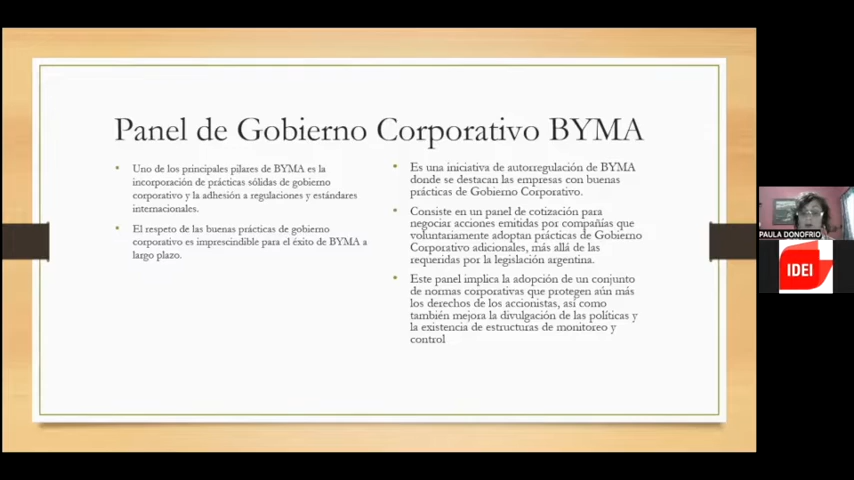 Panel de Gobierno Corporativo BYMA
• Uno de los principales pilares de BYMA es la
incorporación de prácticas sólidas de gobierno
corporativo y la adhesión a regulaciones y estándares
internacionales.
• El respeto de las buenas prácticas de gobierno
corporativo es imprescindible para el éxito de BYMA a
largo plazo.
• Es una iniciativa de autorregulación de BYMA
donde se destacan las empresas con buenas
prácticas de Gobierno Corporativo.
• Consiste en un panel de cotización para
negociar acciones emitidas por compañías que
voluntariamente adoptan prácticas de Gobierno
Corporativo adicionales, más allá de las
requeridas por la legislación argentina.
• Este panel implica la adopción de un conjunto
de normas corporativas que protegen aún más
los derechos de los accionistas, así como
también mejora la divulgación de las políticas y
la existencia de estructuras de monitoreo y
control
PAULA DONOFRIO
IDEI